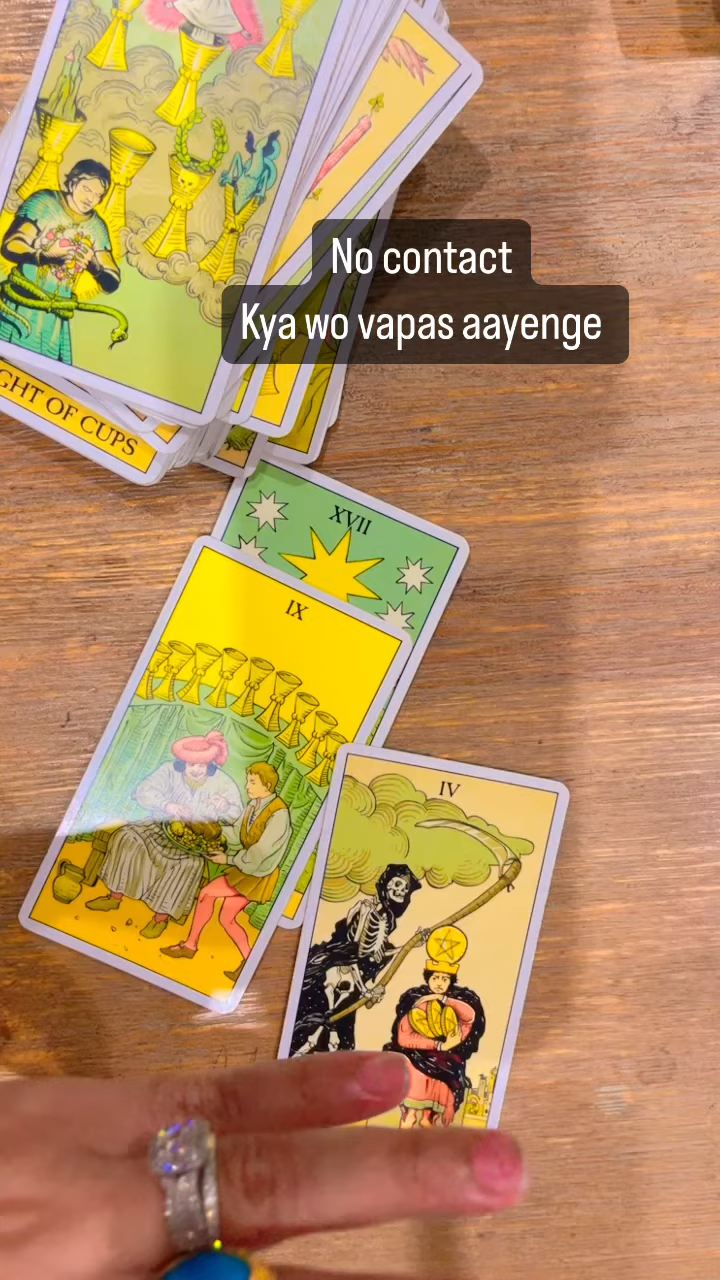 No contact
Kya wo vapas aayenge
GHT OF CUPS
XVII
IX
IV